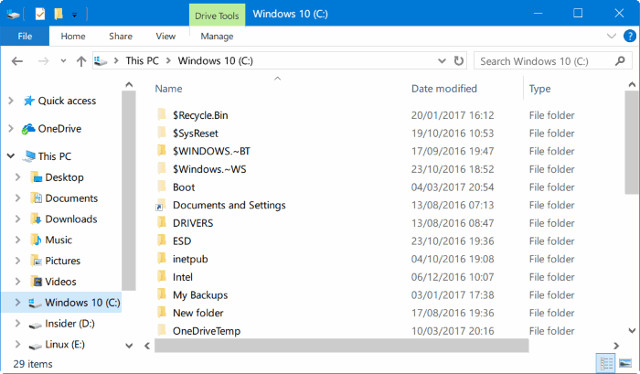 Drive Tools Windows 10 (C:)
File Home Share View Manage
This PC Windows 10 (C:) Search Windows 10 (C:)
Name Date modified Type
Quick access
OneDrive
This PC
Desktop
Documents
Downloads
Music
Pictures
Videos
Windows 10 (C:)
Insider (D:)
Linux (E:)
$Recycle.Bin 20/01/2017 16:12 File folder
$SysReset 19/10/2016 10:53 File folder
$WINDOWS.~BT 17/09/2016 19:47 File folder
$Windows.~WS 23/10/2016 18:52 File folder
Boot 04/03/2017 20:54 File folder
Documents and Settings 13/08/2016 07:13 File folder
DRIVERS 13/08/2016 08:47 File folder
ESD 23/10/2016 19:36 File folder
inetpub 04/10/2016 19:08 File folder
Intel 06/12/2016 10:07 File folder
My Backups 03/01/2017 17:38 File folder
New folder 17/08/2016 19:36 File folder
OneDriveTemp 10/03/2017 20:16 File folder
29 items